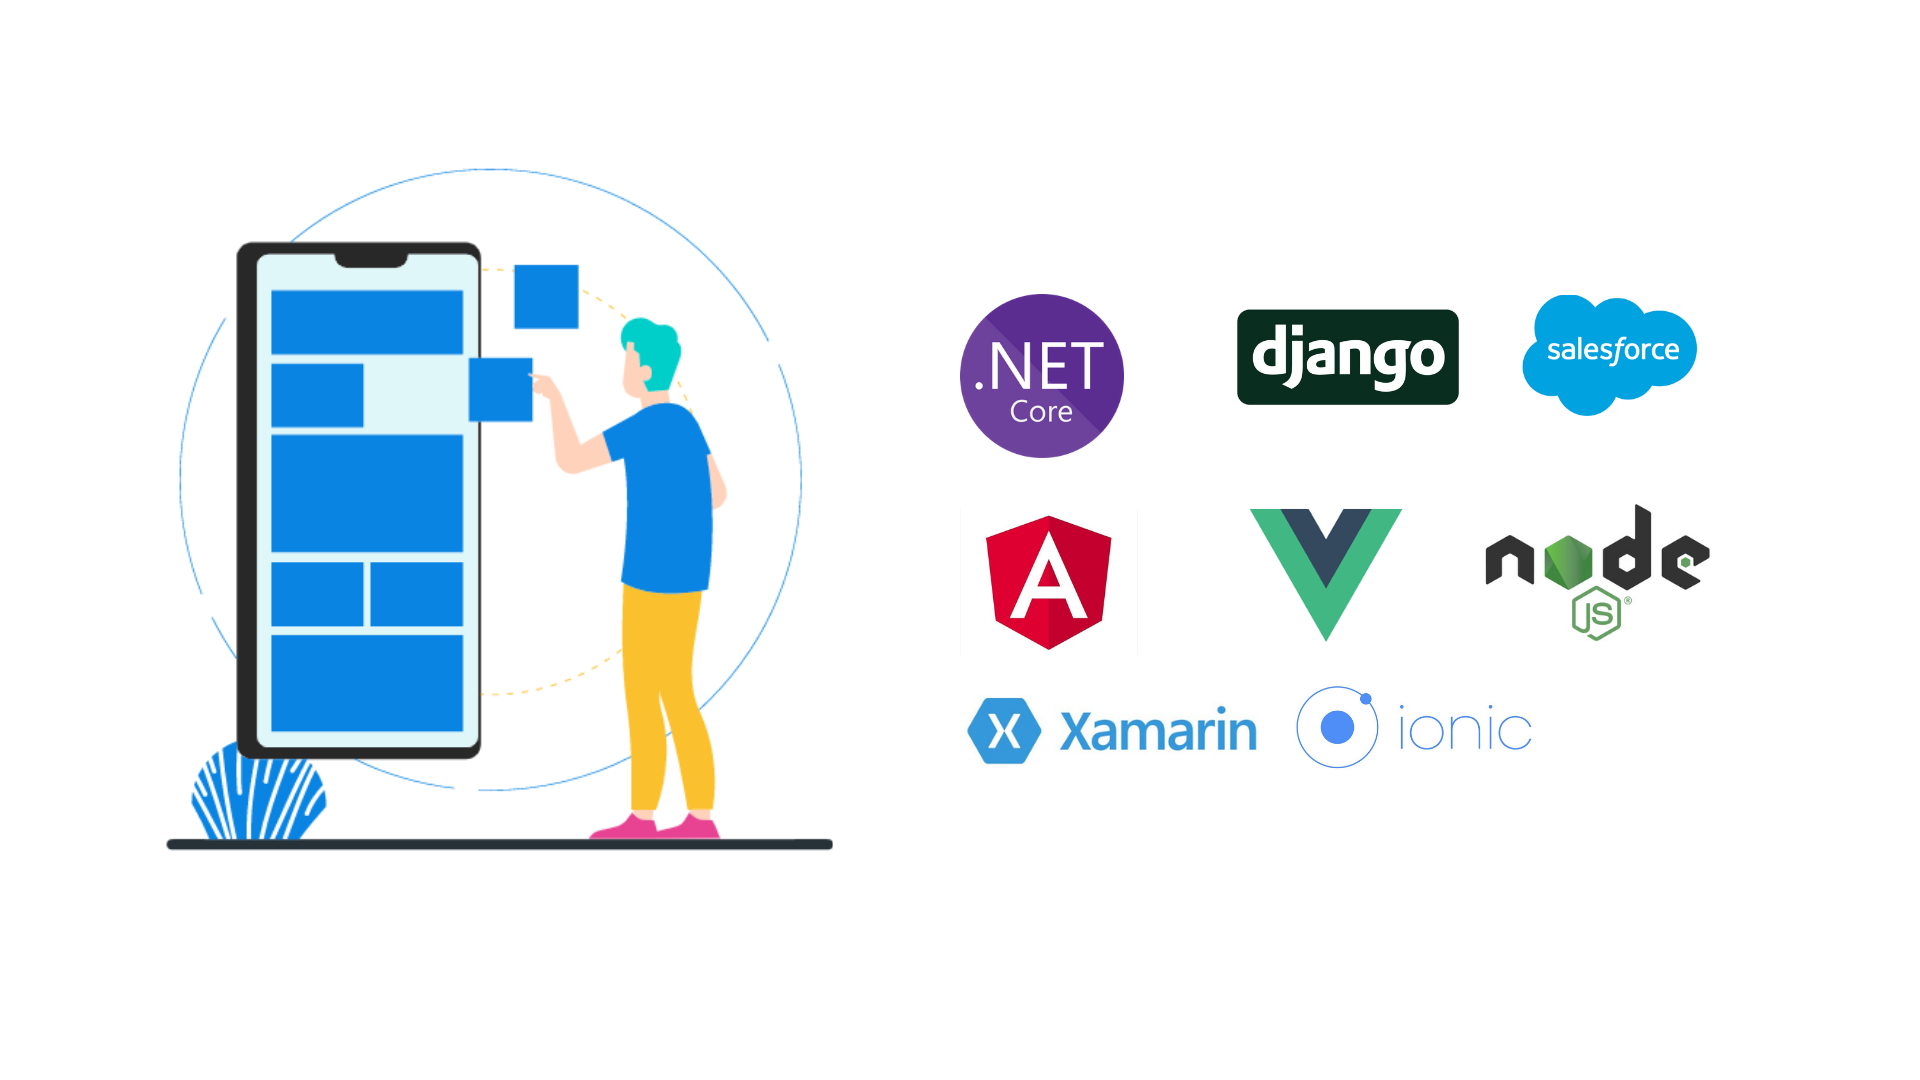 .NET
Core
django
salesforce
A
node
JS®
X Xamarin
ionic